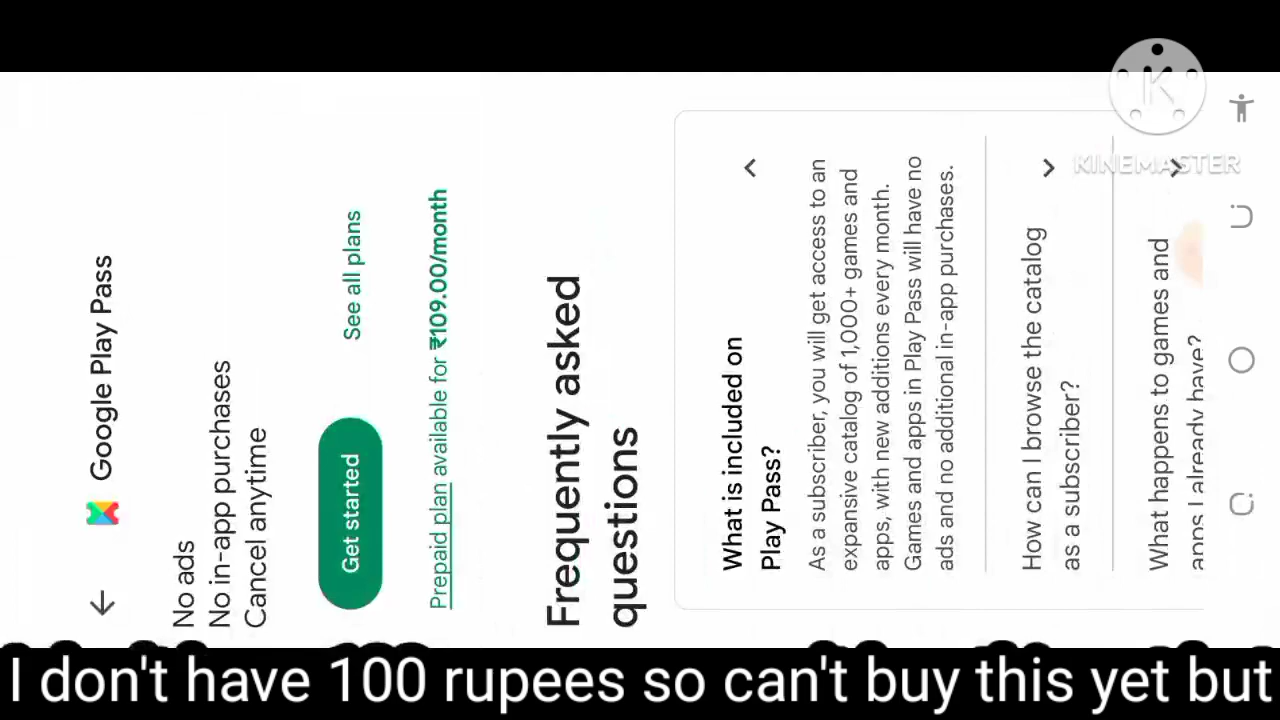 Google Play Pass
No ads
No in-app purchases
Cancel anytime
Get started
See all plans
Prepaid plan available for ₹109.00/month
Frequently asked
questions
What is included on
Play Pass?
As a subscriber, you will get access to an
expansive catalog of 1,000+ games and
apps, with new additions every month.
Games and apps in Play Pass will have no
ads and no additional in-app purchases.
How can I browse the catalog
as a subscriber?
What happens to games and
apps I already have?
K
KINEMASTER
I don't have 100 rupees so can't buy this yet but